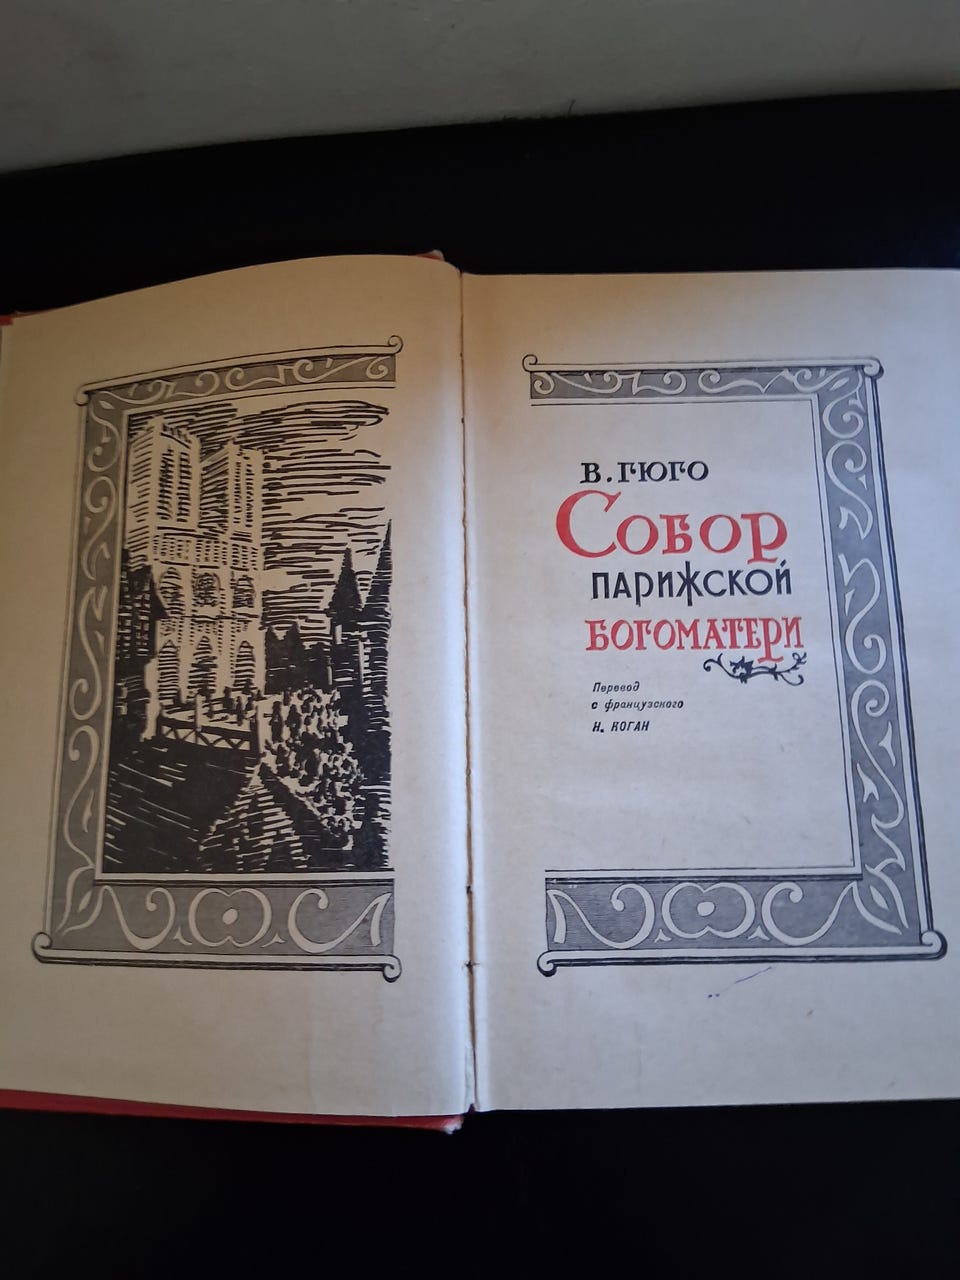 В. ГЮГО
СОБОР
ПАРИЖСКОЙ
БОГОМАТЕРИ
Перевод
с французского
Н. КОГАН